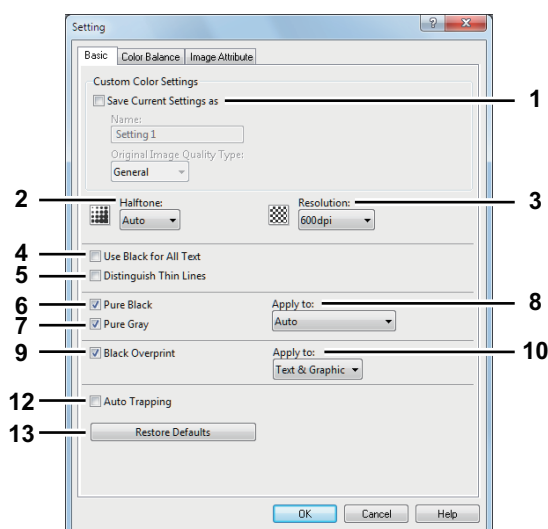 Setting
?
Basic Color Balance Image Attribute
Custom Color Settings
Save Current Settings as 1
Name:
Setting 1
Original Image Quality Type:
General
2 Halftone: Resolution: 3
Auto 600dpi
4 Use Black for All Text
5 Distinguish Thin Lines
6 Pure Black Apply to: 8
7 Pure Gray Auto
9 Black Overprint Apply to: 10
Text & Graphic
12 Auto Trapping
13 Restore Defaults
OK Cancel Help